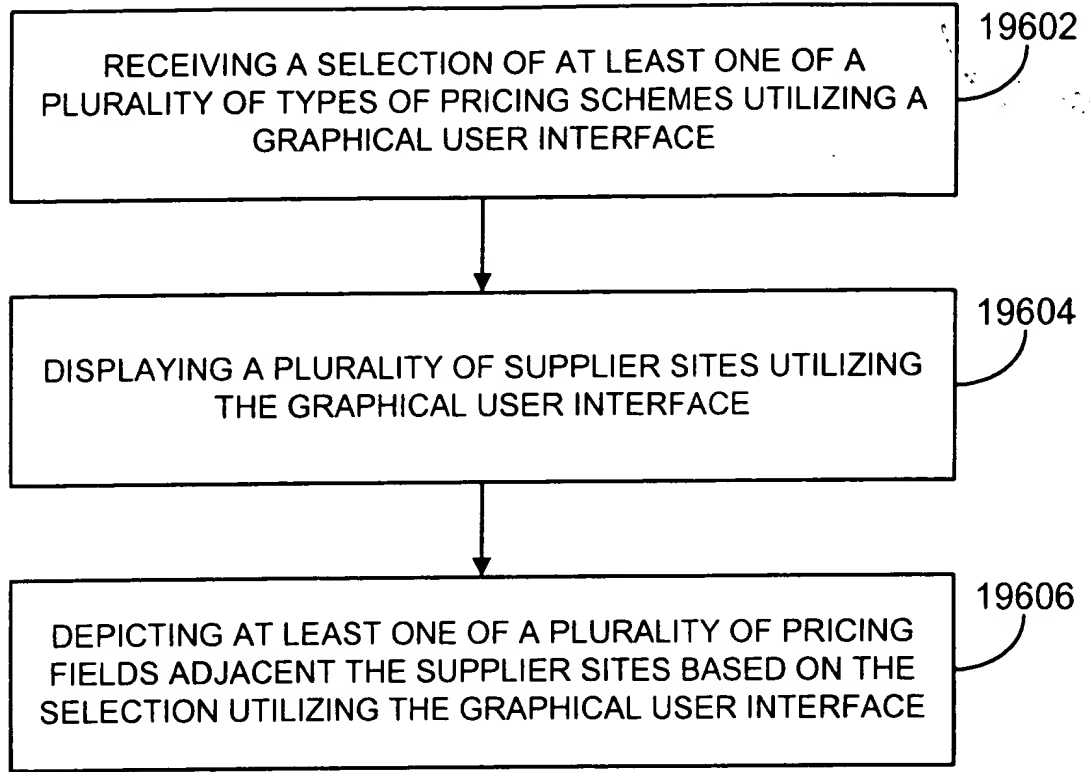 19602
RECEIVING A SELECTION OF AT LEAST ONE OF A
PLURALITY OF TYPES OF PRICING SCHEMES UTILIZING A
GRAPHICAL USER INTERFACE
19604
DISPLAYING A PLURALITY OF SUPPLIER SITES UTILIZING
THE GRAPHICAL USER INTERFACE
19606
DEPICTING AT LEAST ONE OF A PLURALITY OF PRICING
FIELDS ADJACENT THE SUPPLIER SITES BASED ON THE
SELECTION UTILIZING THE GRAPHICAL USER INTERFACE